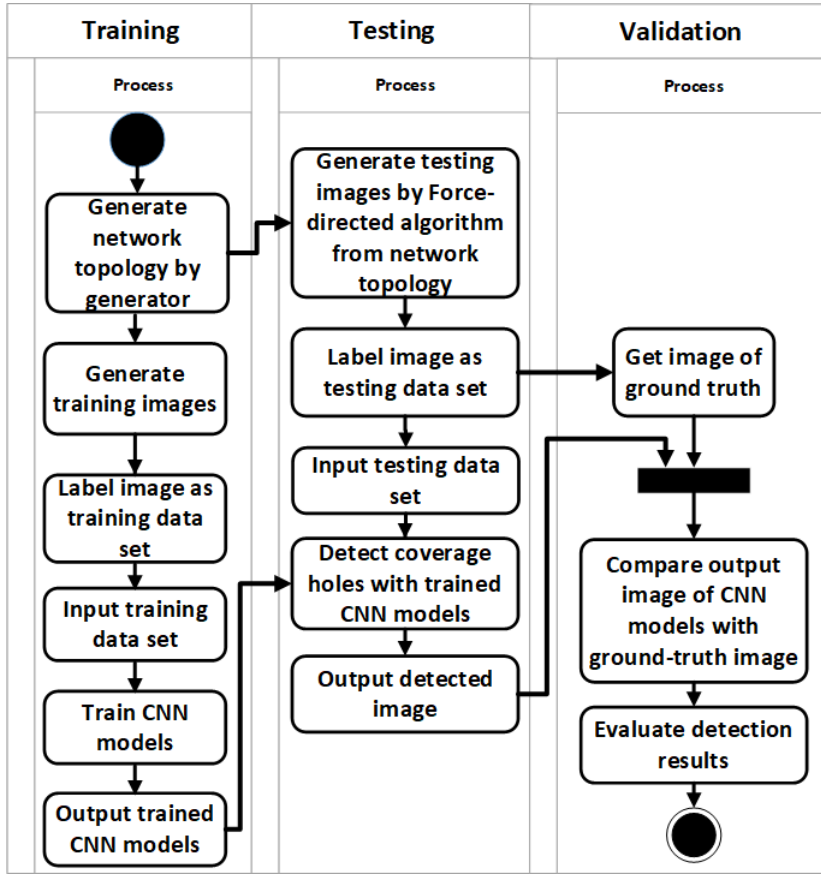 Training
Testing
Validation
Process
Process
Process
Generate
network
topology by
generator
Generate
training images
Label image as
training data
set
Input training
data set
Train CNN
models
Output trained
CNN models
Generate testing
images by Force-
directed algorithm
from network
topology
Label image as
testing data set
Input testing data
set
Detect coverage
holes with trained
CNN models
Output detected
image
Get image of
ground truth
Compare output
image of CNN
models with
ground-truth image
Evaluate detection
results